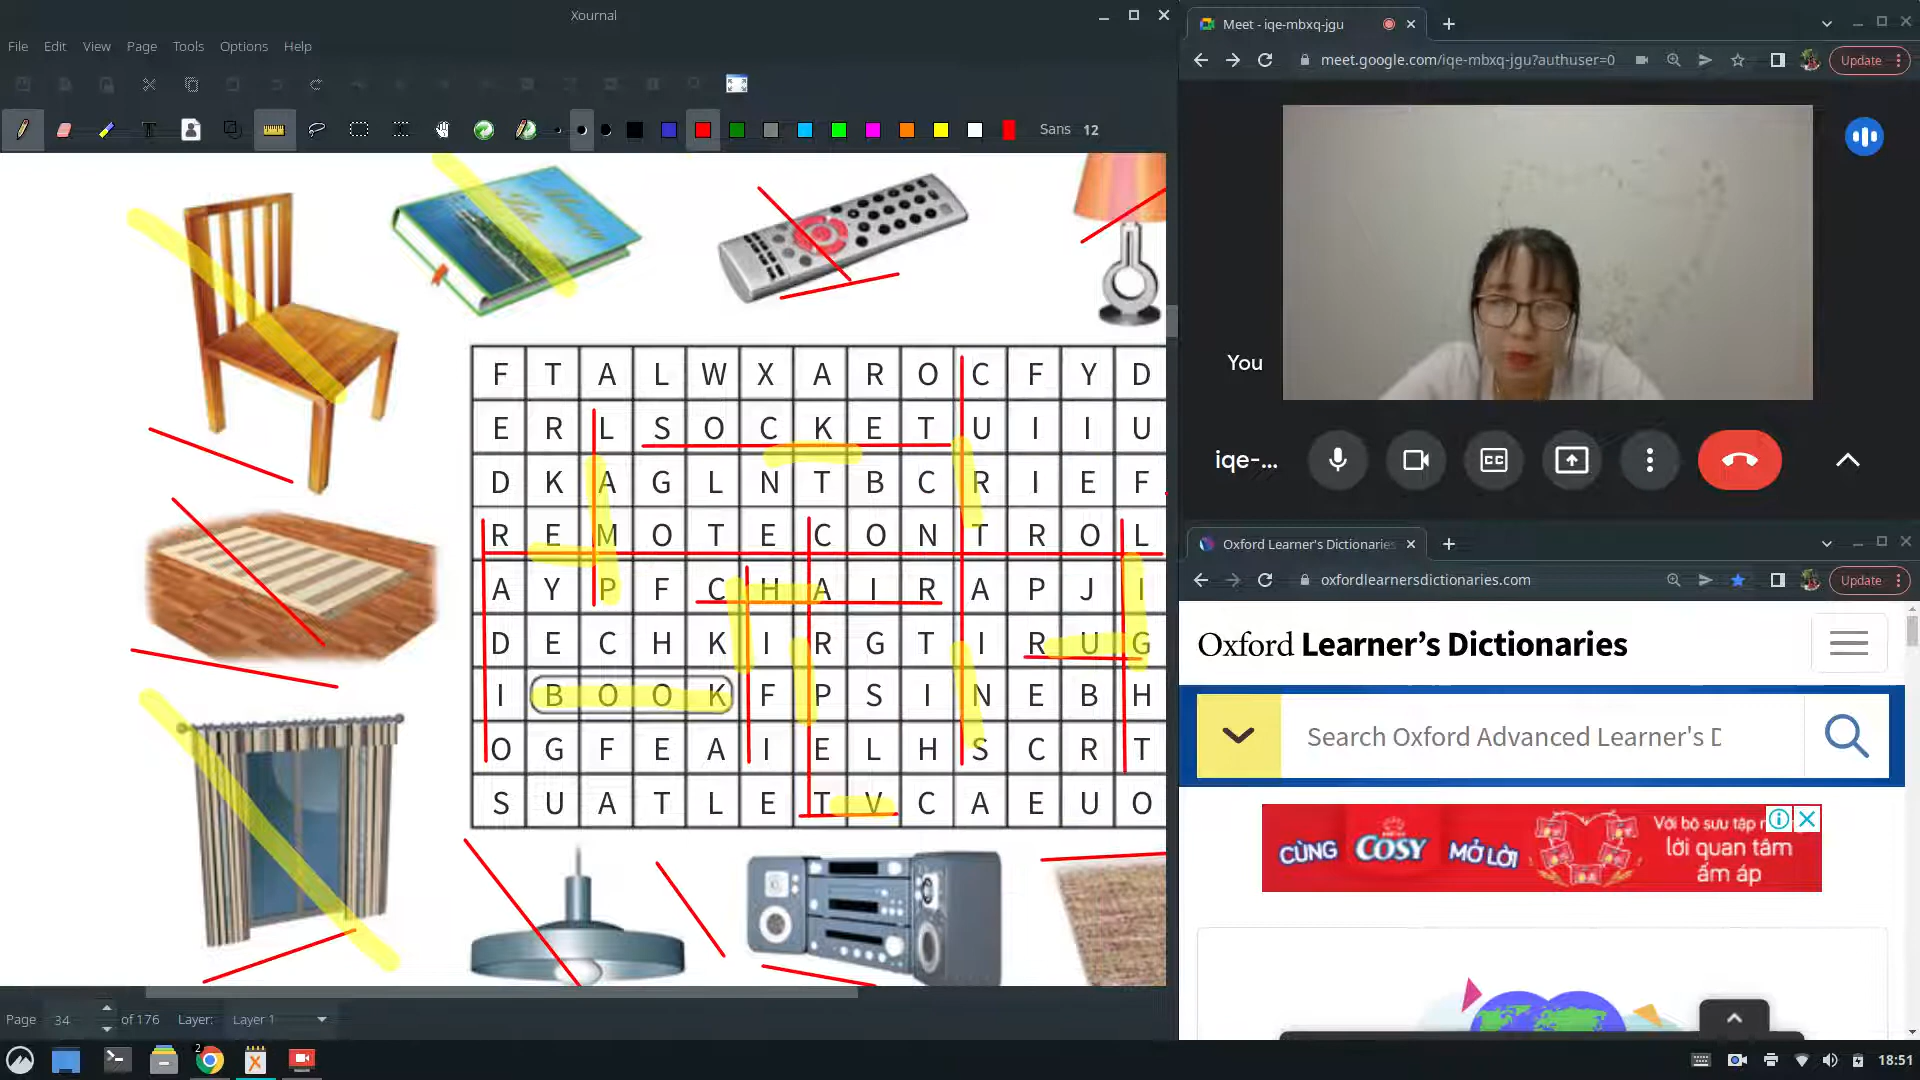 Xournal
File Edit View Page Tools Options Help
Sans 12
F T A L W X A R O C F Y D
E R L S O C K E T U I I U
D K A G L N T B C R I E F
R E M O T E C O N T R O L
A Y P F C H A I R A P J I
D E C H K I R G T I R U G
I B O O K F P S I N E B H
O G F E A I E L H S C R T
S U A T L E T V C A E U O
Page 34 of 176 Layer: Layer 1
Meet - iqe-mbxq-jgu
meet.google.com/iqe-mbxq-jgu?authuser=0
Update
You
iqe-...
CC
Oxford Learner's Dictionaries
oxfordlearnersdictionaries.com
Update
Oxford Learner's Dictionaries
Search Oxford Advanced Learner's D
CÙNG COSY MỞ LỜI
Với bộ sưu tập
lời quan tâm
ấm áp
2
18:51